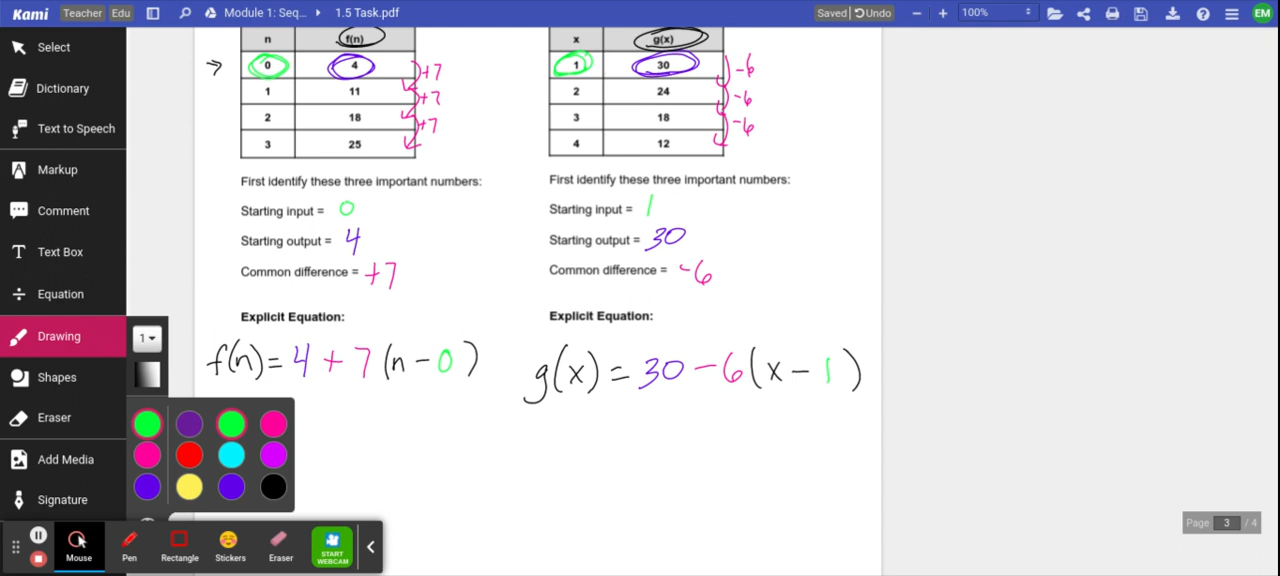 Kami Teacher Edu Module 1: Seq... ▸ 1.5 Task.pdf Saved Undo − + 100% EM
Select
Dictionary
Text to Speech
Markup
Comment
Text Box
Equation
Drawing
Shapes
Eraser
Add Media
Signature
1
n f(n)
→ 0 4
1 11
2 18
3 25
+7
+7
+7
First identify these three important numbers:
Starting input = 0
Starting output = 4
Common difference = +7
Explicit Equation:
f(n) = 4 + 7 (n - 0)
x g(x)
1 30
2 24
3 18
4 12
-6
-6
-6
First identify these three important numbers:
Starting input = 1
Starting output = 30
Common difference = -6
Explicit Equation:
g(x) = 30 - 6(x - 1)
Page 3 / 4
Mouse Pen Rectangle Stickers Eraser START WEBCAM